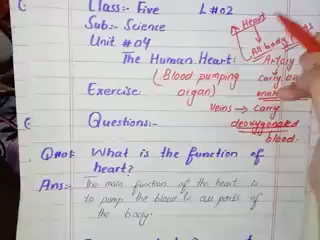 Class:- Five L # 02
Sub:- Science
Unit # 04
The Human Heart:
(Blood pumping organ)
Heart
All body
Artery
carry
Veins → carry
deoxygenated
blood.
Exercise:
Questions:-
Q#01: What is the function of
heart?
Ans:- The main function of the heart is
to pump the blood to all parts of
the body.